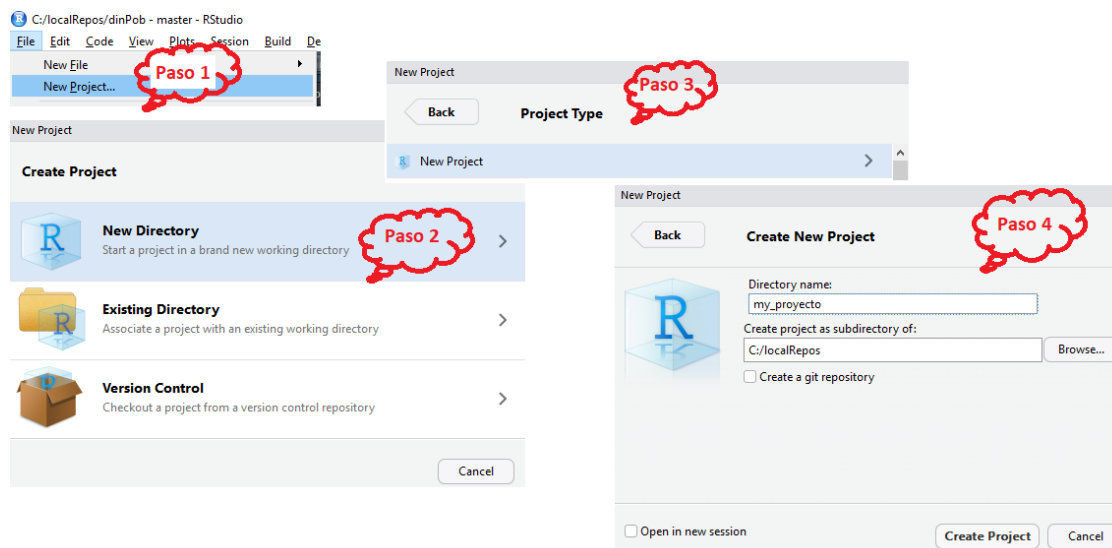 C:/localRepos/dinPob - master - RStudio
File Edit Code View Plots Session Build De
New File
New Project...
Paso 1
New Project
Create Project
New Directory
Start a project in a brand new working directory
Paso 2
Existing Directory
Associate a project with an existing working directory
Version Control
Checkout a project from a version control repository
Cancel
New Project
Paso 3
Back
Project Type
New Project
New Project
Paso 4
Back
Create New Project
Directory name:
my_proyecto
Create project as subdirectory of:
C:/localRepos
Browse...
Create a git repository
Open in new session
Create Project
Cancel